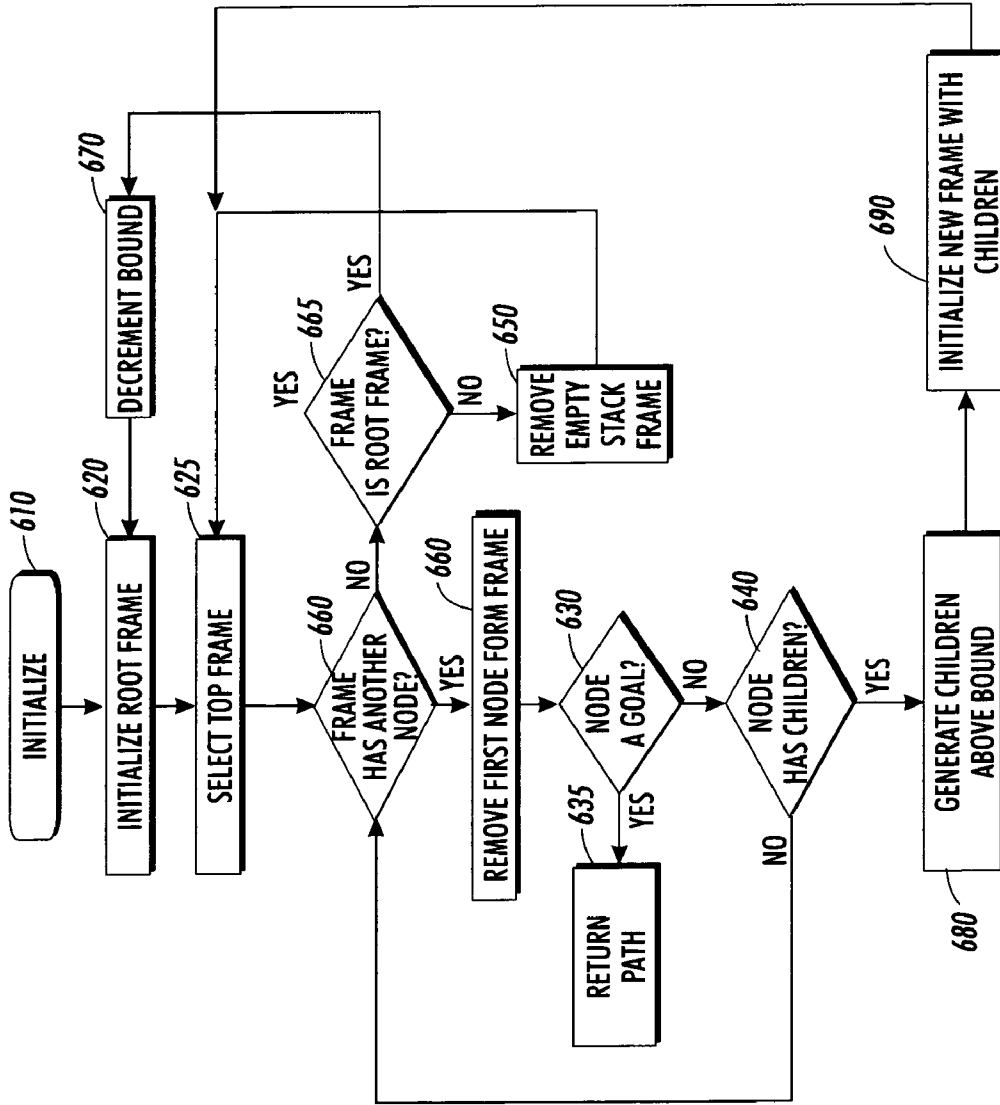 610
INITIALIZE
670
DECREMENT BOUND
620
INITIALIZE ROOT FRAME
625
SELECT TOP FRAME
660
FRAME
HAS ANOTHER
NODE?
NO
YES
665
YES
FRAME
IS ROOT FRAME?
YES
NO
650
REMOVE
EMPTY
STACK
FRAME
660
REMOVE FIRST NODE FORM FRAME
630
NODE
A GOAL?
YES
NO
635
RETURN
PATH
640
NODE
HAS CHILDREN?
NO
YES
680
GENERATE CHILDREN
ABOVE BOUND
690
INITIALIZE NEW FRAME WITH
CHILDREN